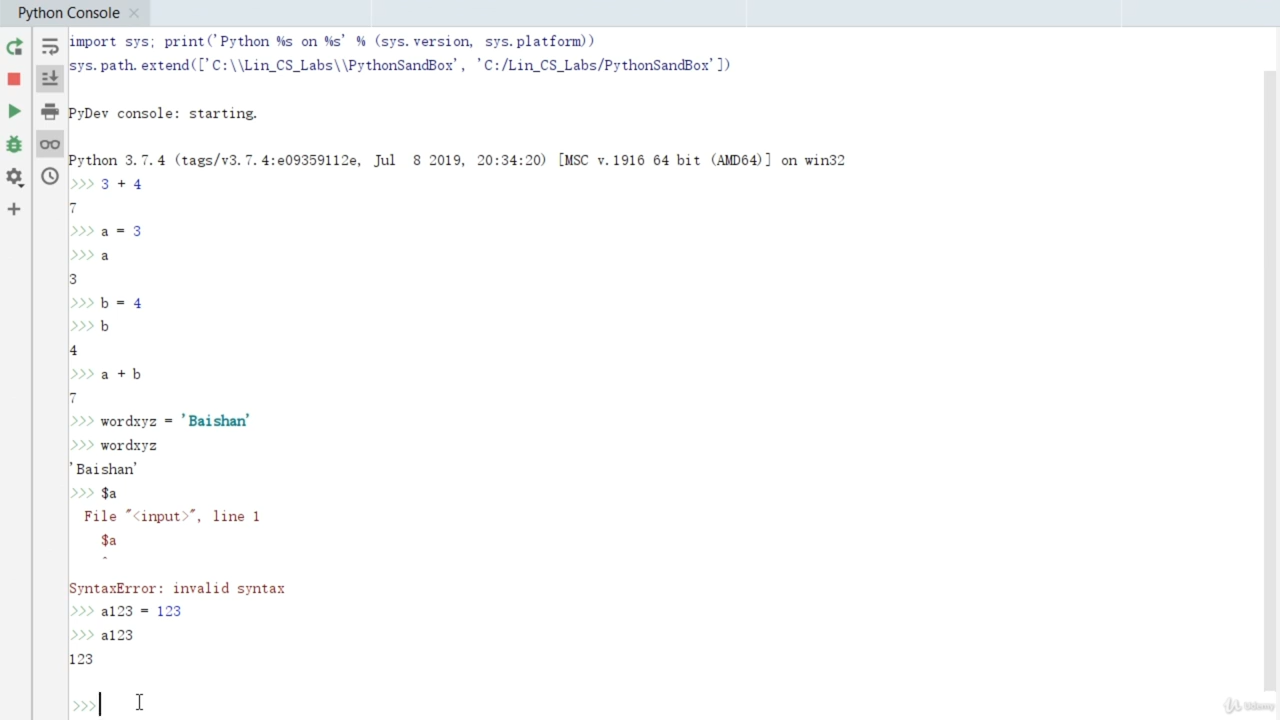 Python Console
import sys; print('Python %s on %s' % (sys.version, sys.platform))
sys.path.extend(['C:\\Lin_CS_Labs\\PythonSandBox', 'C:/Lin_CS_Labs/PythonSandBox'])
PyDev console: starting.
Python 3.7.4 (tags/v3.7.4:e09359112e, Jul  8 2019, 20:34:20) [MSC v.1916 64 bit (AMD64)] on win32
>>> 3 + 4
7
>>> a = 3
>>> a
3
>>> b = 4
>>> b
4
>>> a + b
7
>>> wordxyz = 'Baishan'
>>> wordxyz
'Baishan'
>>> $a
  File "<input>", line 1
    $a
    ^
SyntaxError: invalid syntax
>>> a123 = 123
>>> a123
123
>>>
Udemy